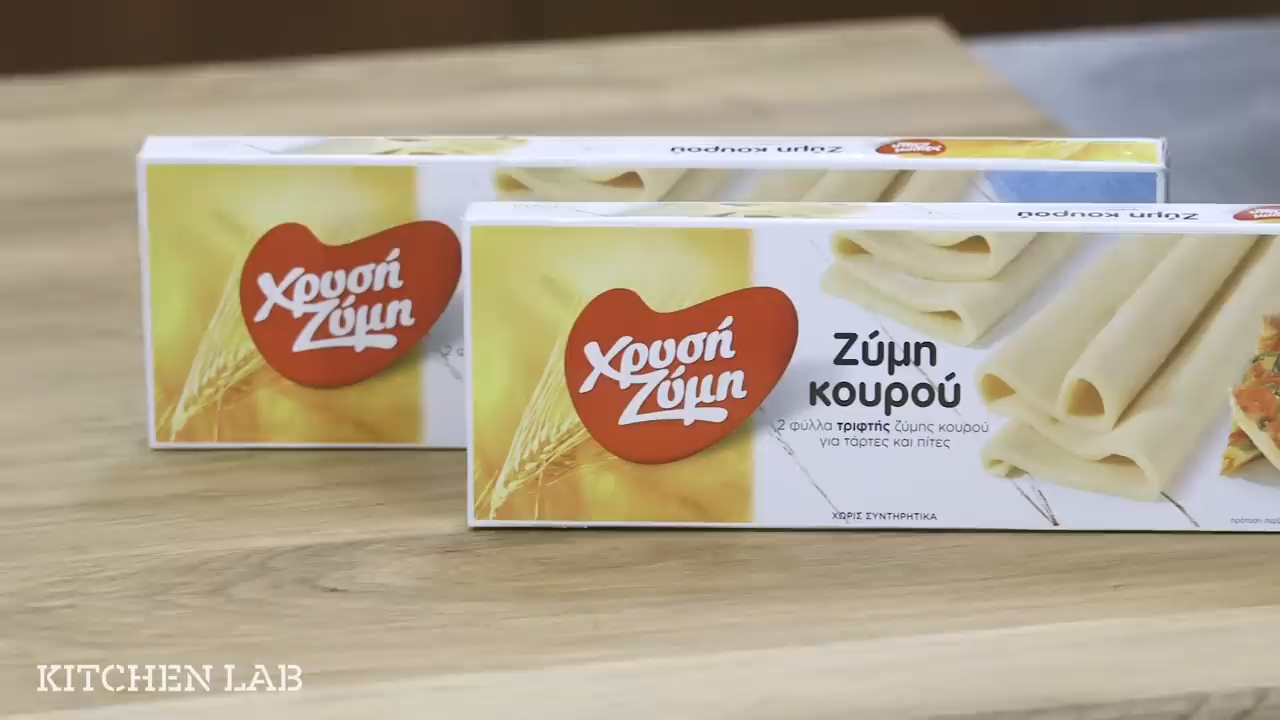 Ζύμη κουρού
Χρυσή
Ζύμη
Ζύμη κουρού
Χρυσή
Ζύμη
Ζύμη
κουρού
2 φύλλα τριφτής ζύμης κουρού
για τάρτες και πίτες
ΧΩΡΙΣ ΣΥΝΤΗΡΗΤΙΚΑ
KITCHEN LAB